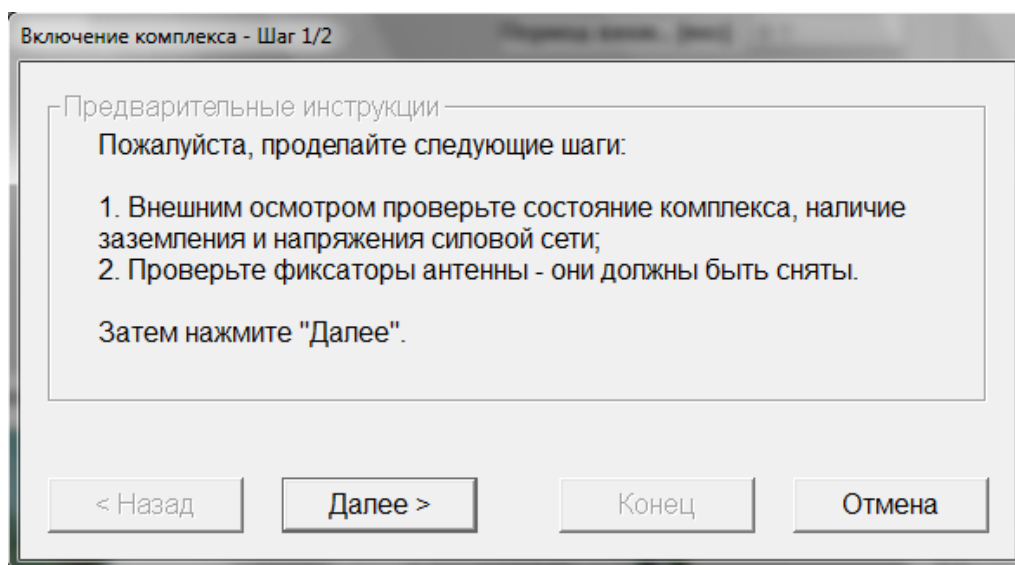 Включение комплекса - Шаг 1/2
Предварительные инструкции
Пожалуйста, проделайте следующие шаги:
1. Внешним осмотром проверьте состояние комплекса, наличие
заземления и напряжения силовой сети;
2. Проверьте фиксаторы антенны - они должны быть сняты.
Затем нажмите "Далее".
< Назад
Далее >
Конец
Отмена